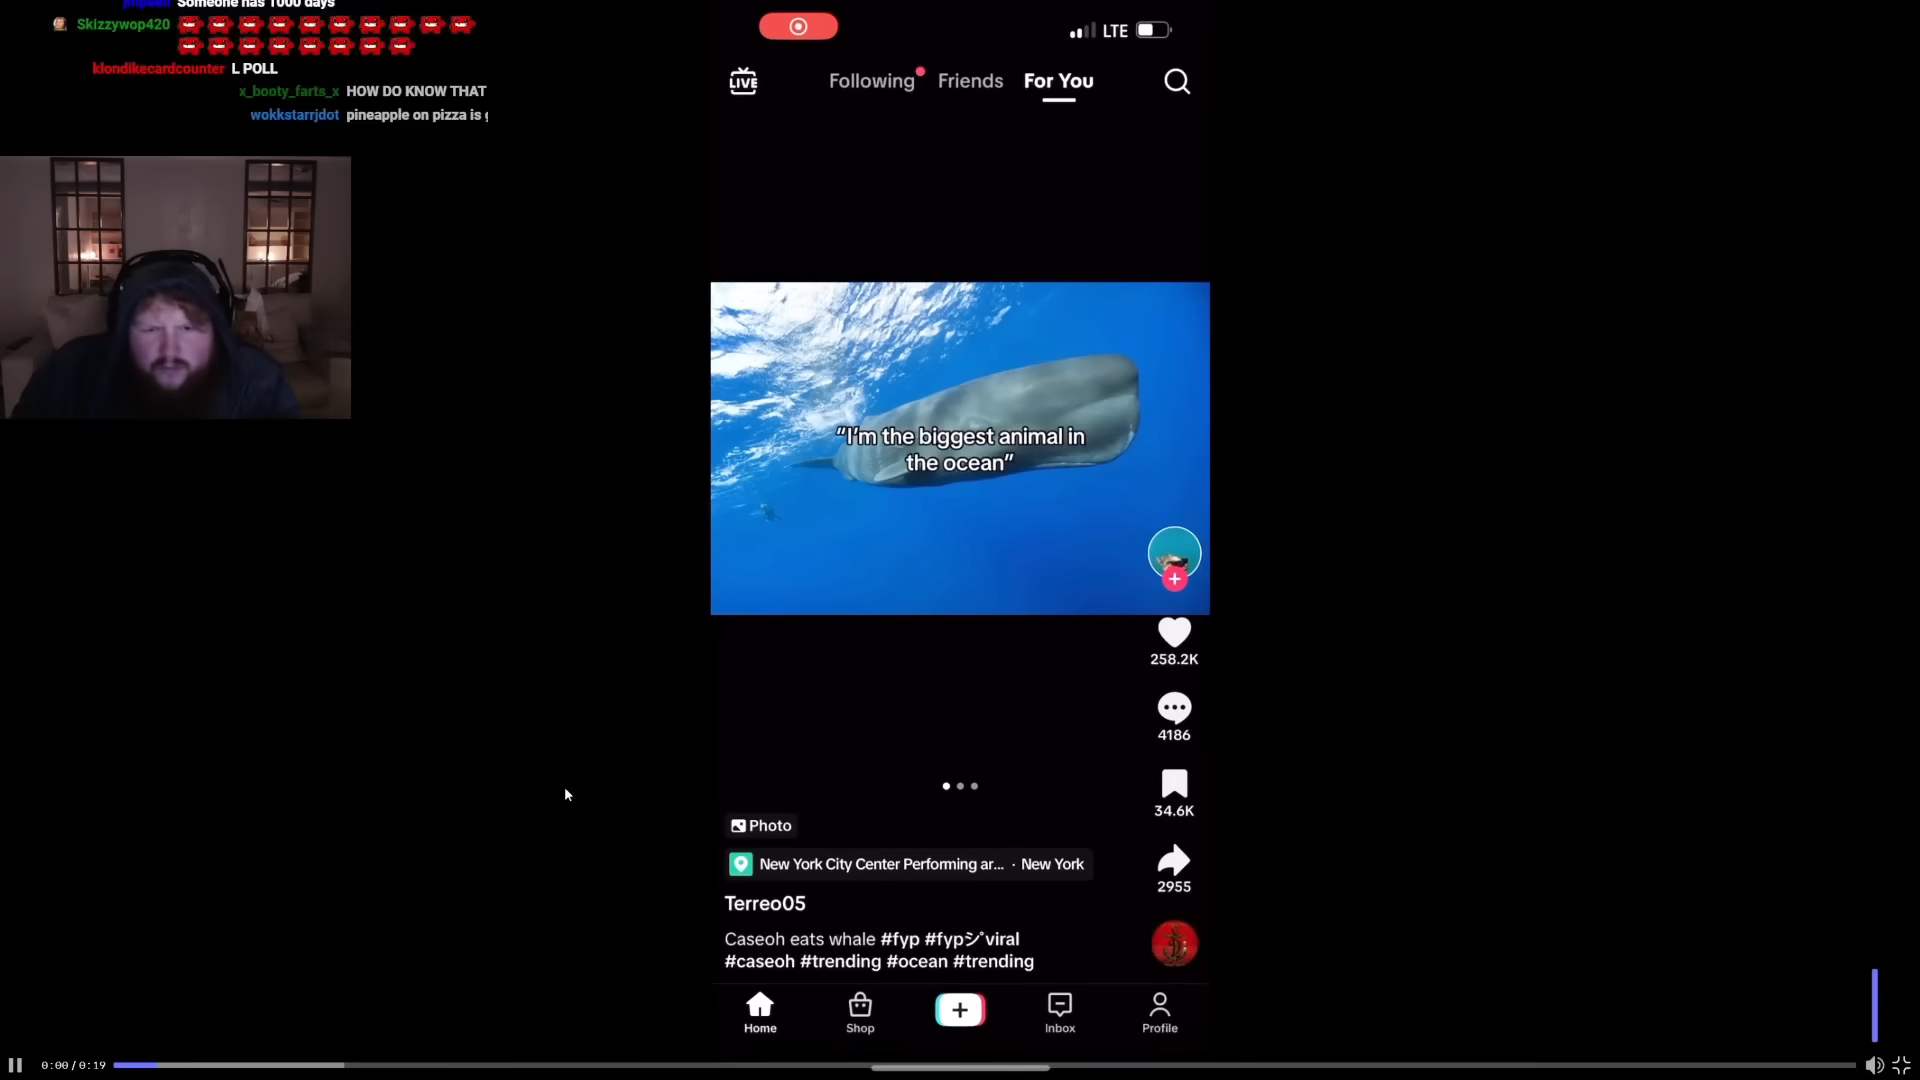 Someone has 1000 days
Skizzywop420
klondikecardcounter L POLL
x_booty_farts_x HOW DO KNOW THAT
wokkstarrjdot pineapple on pizza is
LTE
LIVE Following Friends For You
"I'm the biggest animal in
the ocean"
258.2K
4186
34.6K
Photo
New York City Center Performing ar... · New York
2955
Terreo05
Caseoh eats whale #fyp #fypシ゚viral
#caseoh #trending #ocean #trending
Home Shop Inbox Profile
0:00 / 0:19